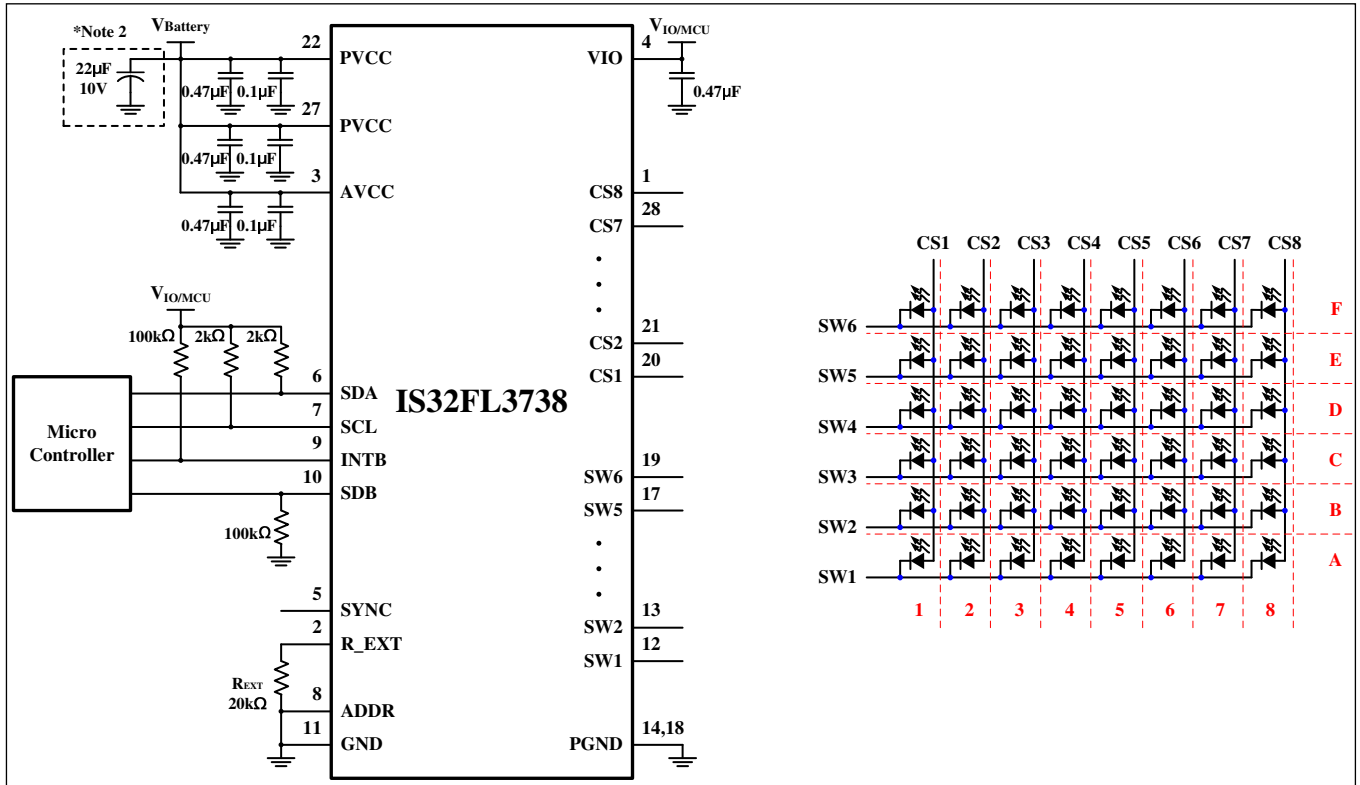 *Note 2
VBattery
22µF
10V
0.47µF
0.1µF
22
PVCC
0.47µF
0.1µF
27
PVCC
0.47µF
0.1µF
3
AVCC
VIO/MCU
100kΩ
2kΩ
2kΩ
Micro
Controller
6
SDA
7
SCL
9
INTB
10
SDB
100kΩ
5
SYNC
2
R_EXT
REXT
20kΩ
8
ADDR
11
GND
IS32FL3738
VIO/MCU
4
VIO
0.47µF
1
CS8
28
CS7
21
CS2
20
CS1
19
SW6
17
SW5
13
SW2
12
SW1
14,18
PGND
CS1 CS2 CS3 CS4 CS5 CS6 CS7 CS8
SW6 F
SW5 E
SW4 D
SW3 C
SW2 B
SW1 A
1 2 3 4 5 6 7 8